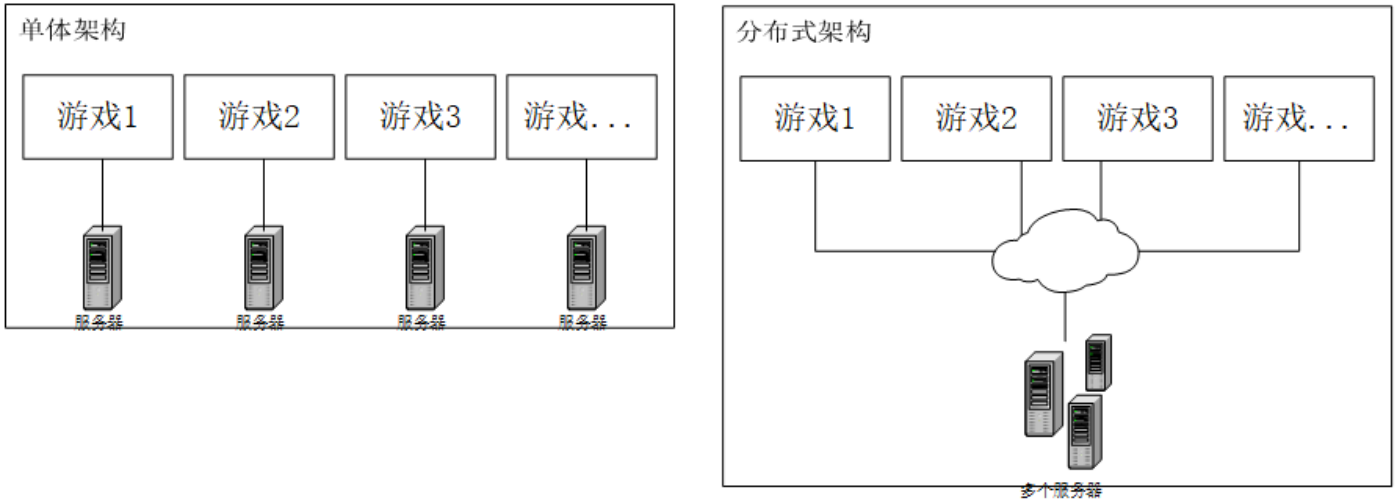 单体架构
游戏1
游戏2
游戏3
游戏...
服务器
服务器
服务器
服务器
分布式架构
游戏1
游戏2
游戏3
游戏...
多个服务器